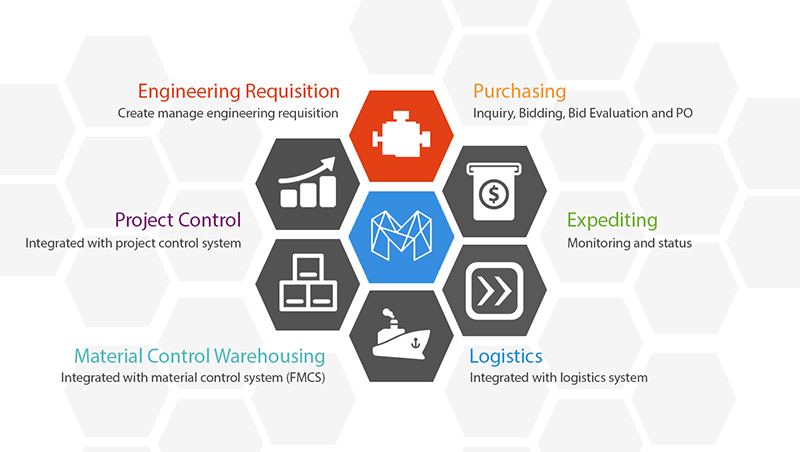 Engineering Requisition
Create manage engineering requisition
Purchasing
Inquiry, Bidding, Bid Evaluation and PO
Project Control
Integrated with project control system
Expediting
Monitoring and status
Material Control Warehousing
Integrated with material control system (FMCS)
Logistics
Integrated with logistics system
$